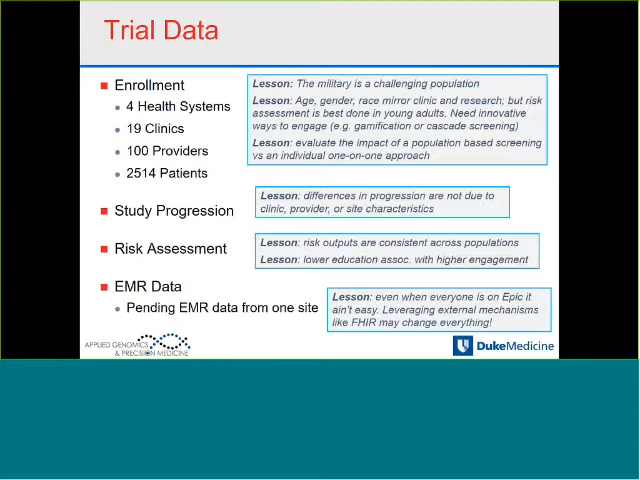 Trial Data
Enrollment
4 Health Systems
19 Clinics
100 Providers
2514 Patients
Lesson: The military is a challenging population
Lesson: Age, gender, race mirror clinic and research; but risk
assessment is best done in young adults. Need innovative
ways to engage (e.g. gamification or cascade screening)
Lesson: evaluate the impact of a population based screening
vs an individual one-on-one approach
Study Progression
Lesson: differences in progression are not due to
clinic, provider, or site characteristics
Risk Assessment
Lesson: risk outputs are consistent across populations
Lesson: lower education assoc. with higher engagement
EMR Data
Pending EMR data from one site
Lesson: even when everyone is on Epic it
ain't easy. Leveraging external mechanisms
like FHIR may change everything!
APPLIED GENOMICS
& PRECISION MEDICINE
DukeMedicine